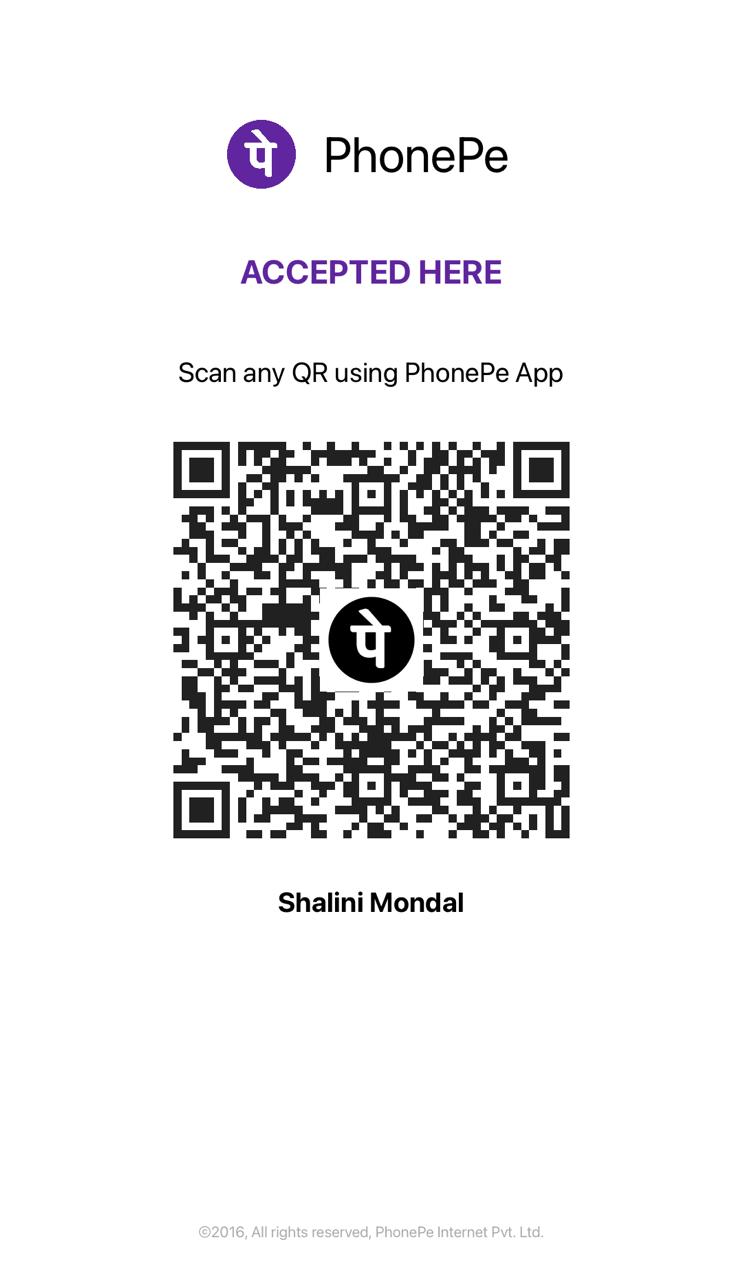 पे PhonePe
ACCEPTED HERE
Scan any QR using PhonePe App
पे
Shalini Mondal
©2016, All rights reserved, PhonePe Internet Pvt. Ltd.